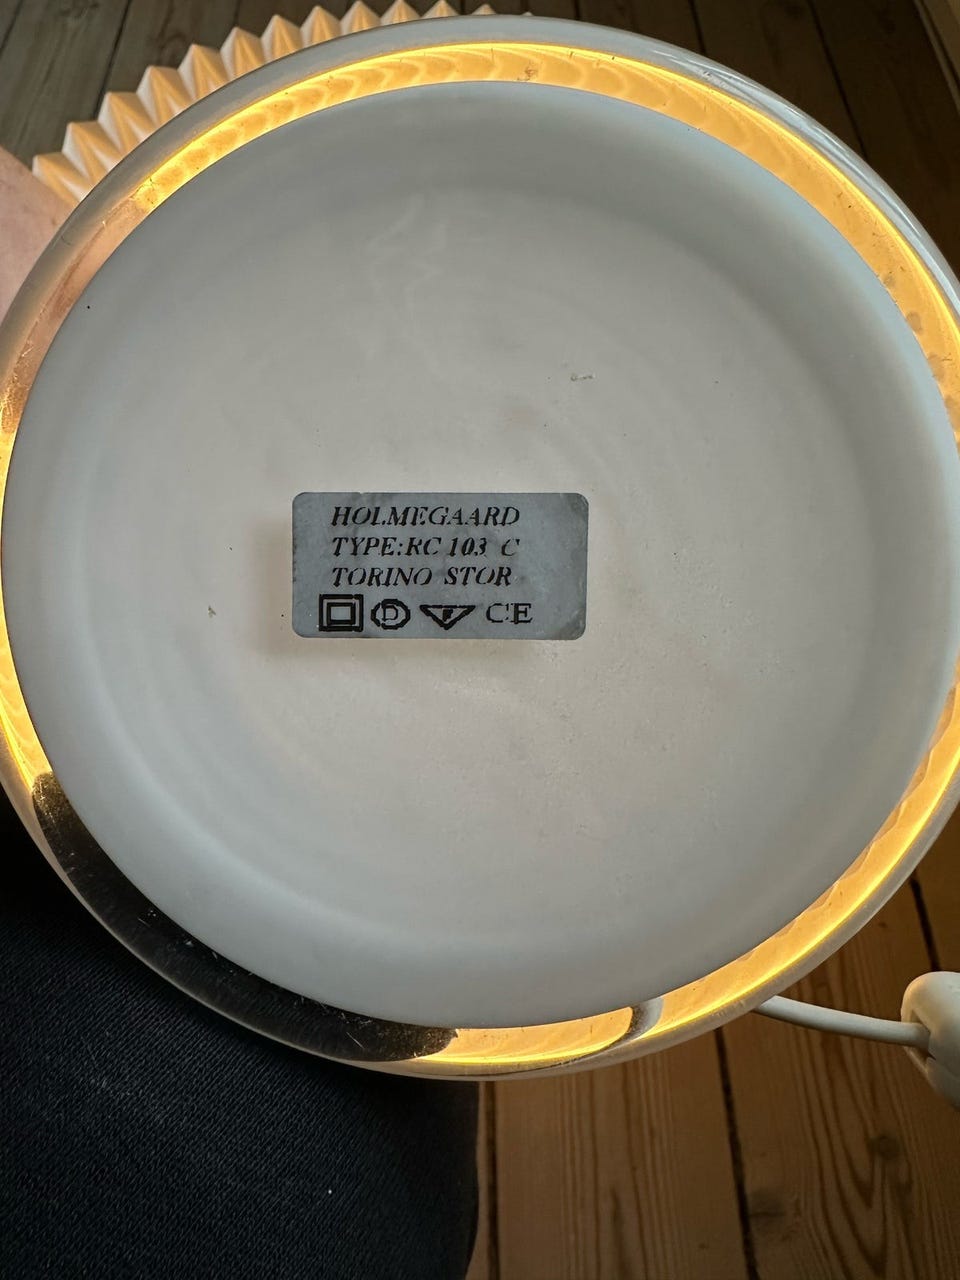 HOLMEGAARD
TYPE: RC 103 C
TORINO STOR
D F CE